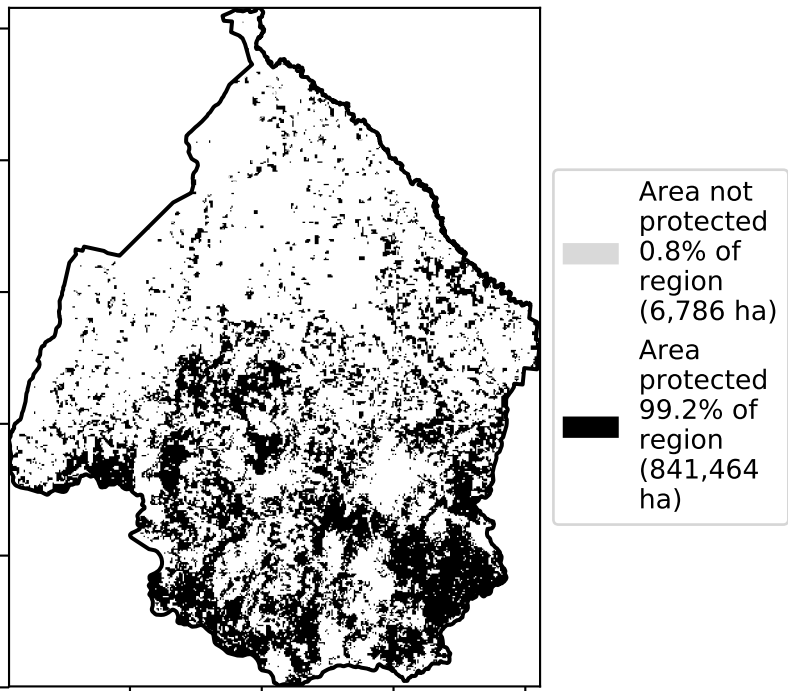 Area not
protected
0.8% of
region
(6,786 ha)
Area
protected
99.2% of
region
(841,464
ha)